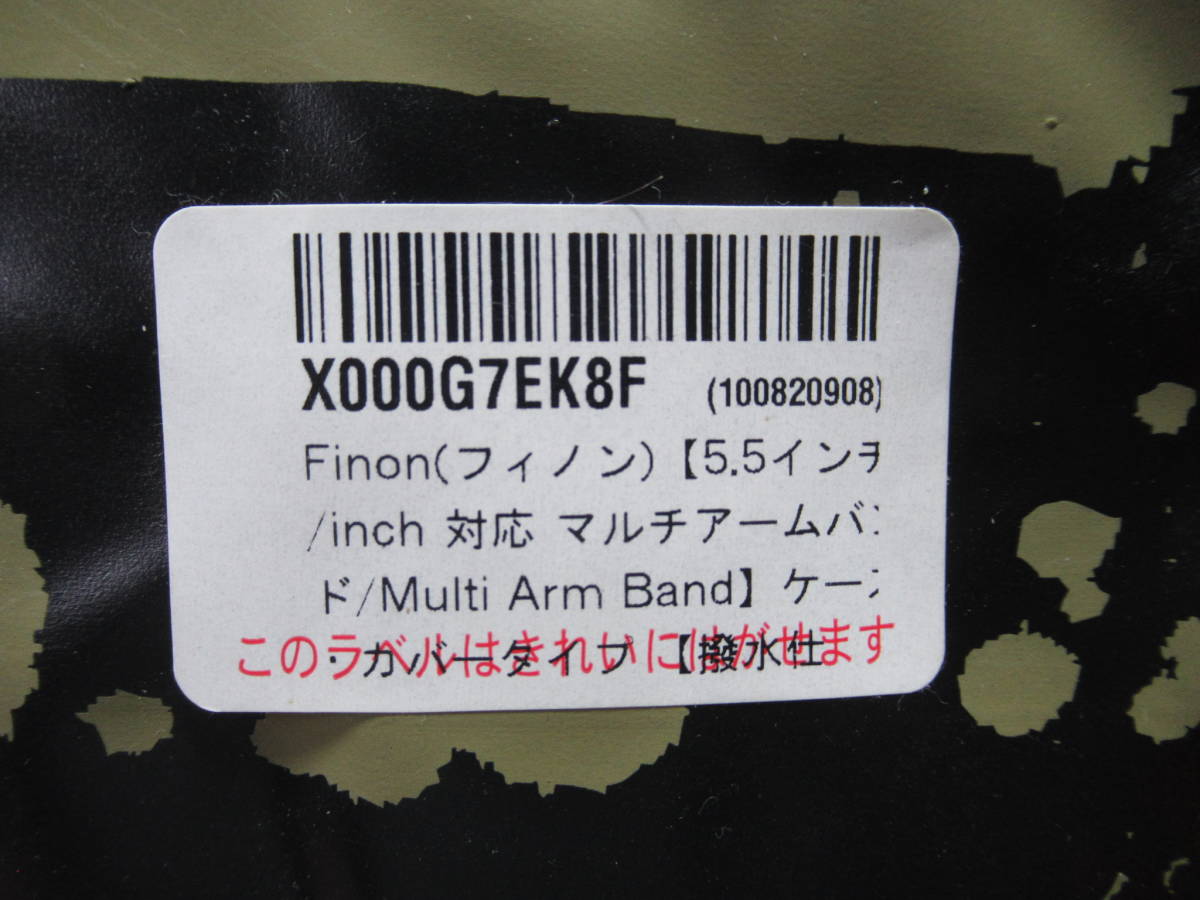 X000G7EK8F (100820908)
Finon(フィノン)【5.5インチ
/inch 対応 マルチアームバン
ド/Multi Arm Band】ケース
・カバータイプ 【撥水仕
このラベルはきれいにはがせます